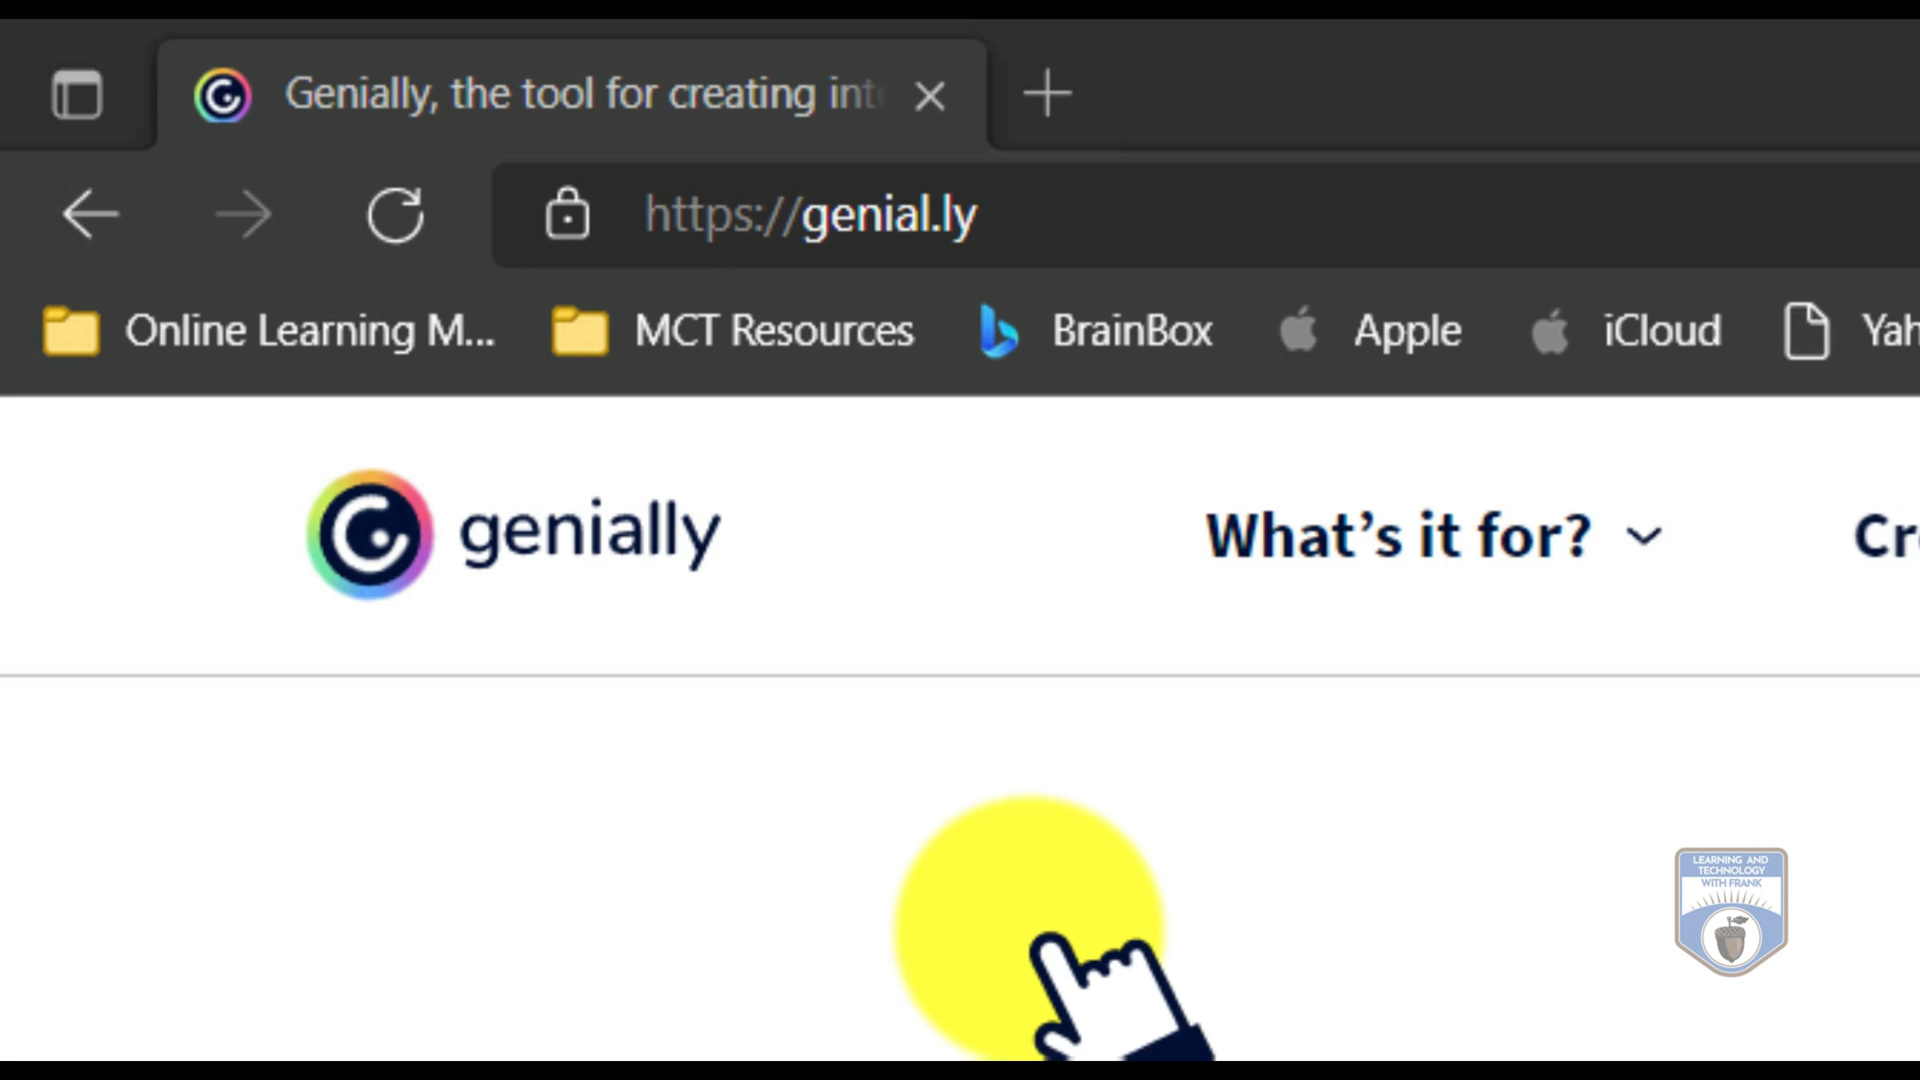 Genially, the tool for creating int
https://genial.ly
Online Learning M... MCT Resources BrainBox Apple iCloud Yah
genially What's it for? Cr
LEARNING AND
TECHNOLOGY
WITH FRANK